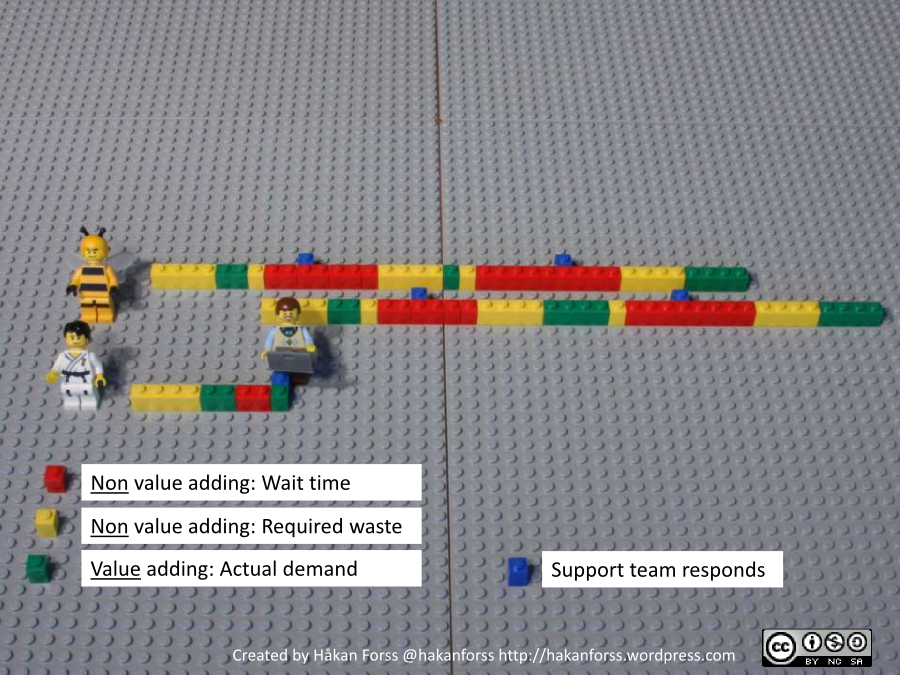 Non value adding: Wait time
Non value adding: Required waste
Value adding: Actual demand
Support team responds
Created by Håkan Forss @hakanforss http://hakanforss.wordpress.com
cc
BY NC SA